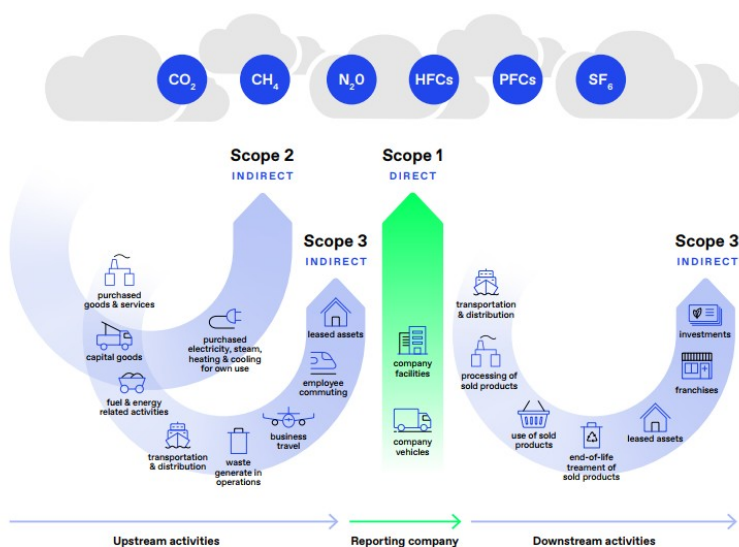 CO₂
CH₄
N₂O
HFCs
PFCs
SF₆
Scope 2
INDIRECT
Scope 1
DIRECT
Scope 3
INDIRECT
Scope 3
INDIRECT
purchased
goods & services
capital goods
fuel & energy
related activities
transportation
& distribution
waste
generate in
operations
business
travel
employee
commuting
leased assets
purchased
electricity, steam,
heating & cooling
for own use
company
facilities
company
vehicles
transportation
& distribution
processing of
sold products
use of sold
products
end-of-life
treament of
sold products
leased assets
franchises
investments
Upstream activities
Reporting company
Downstream activities